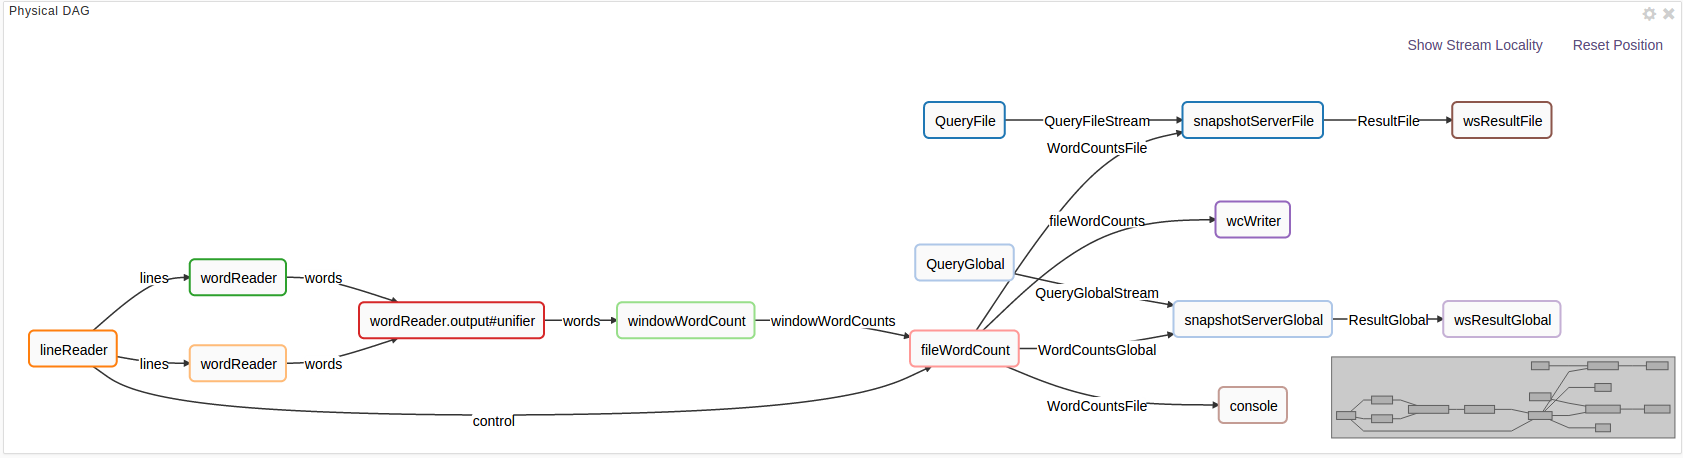 Physical DAG
Show Stream Locality
Reset Position
QueryFile
QueryFileStream
snapshotServerFile
ResultFile
wsResultFile
WordCountsFile
fileWordCounts
wcWriter
QueryGlobal
QueryGlobalStream
lines
wordReader
words
wordReader.output#unifier
words
windowWordCount
windowWordCounts
snapshotServerGlobal
ResultGlobal
wsResultGlobal
lineReader
lines
wordReader
words
fileWordCount
WordCountsGlobal
WordCountsFile
console
control